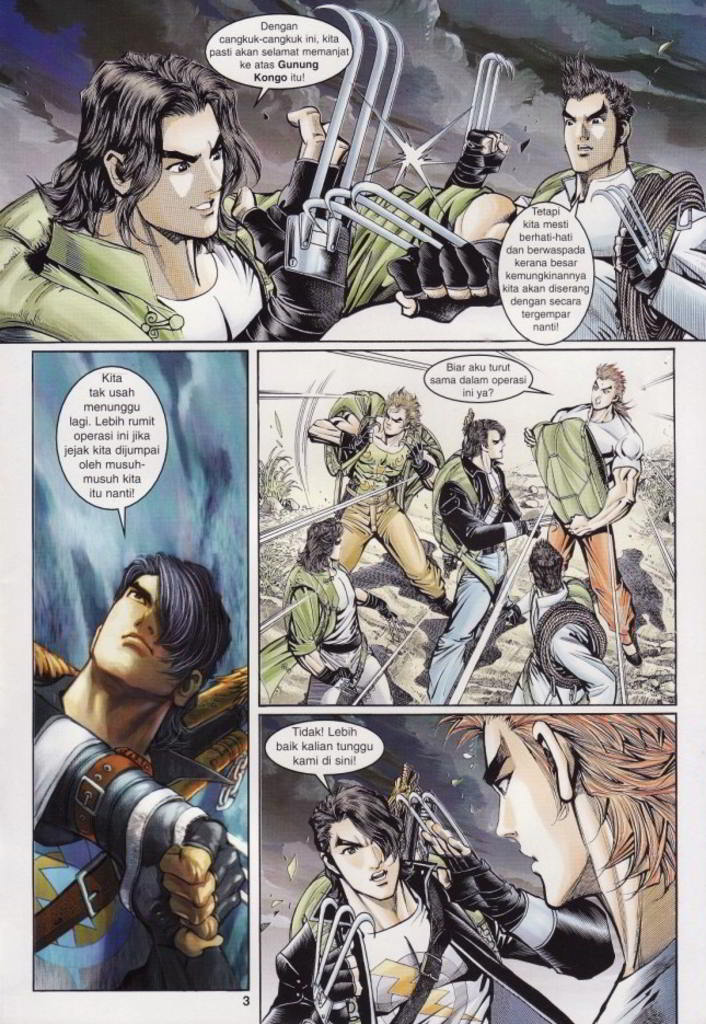 Dengan
cangkuk-cangkuk ini, kita
pasti akan selamat memanjat
ke atas Gunung
Kongo itu!
Tetapi
kita mesti
berhati-hati
dan berwaspada
kerana besar
kemungkinannya
kita akan diserang
dengan secara
tergempar
nanti!
Kita
tak usah
menunggu
lagi. Lebih rumit
operasi ini jika
jejak kita dijumpai
oleh musuh-
musuh kita
itu nanti!
Biar aku turut
sama dalam operasi
ini ya?
Tidak! Lebih
baik kalian tunggu
kami di sini!
3